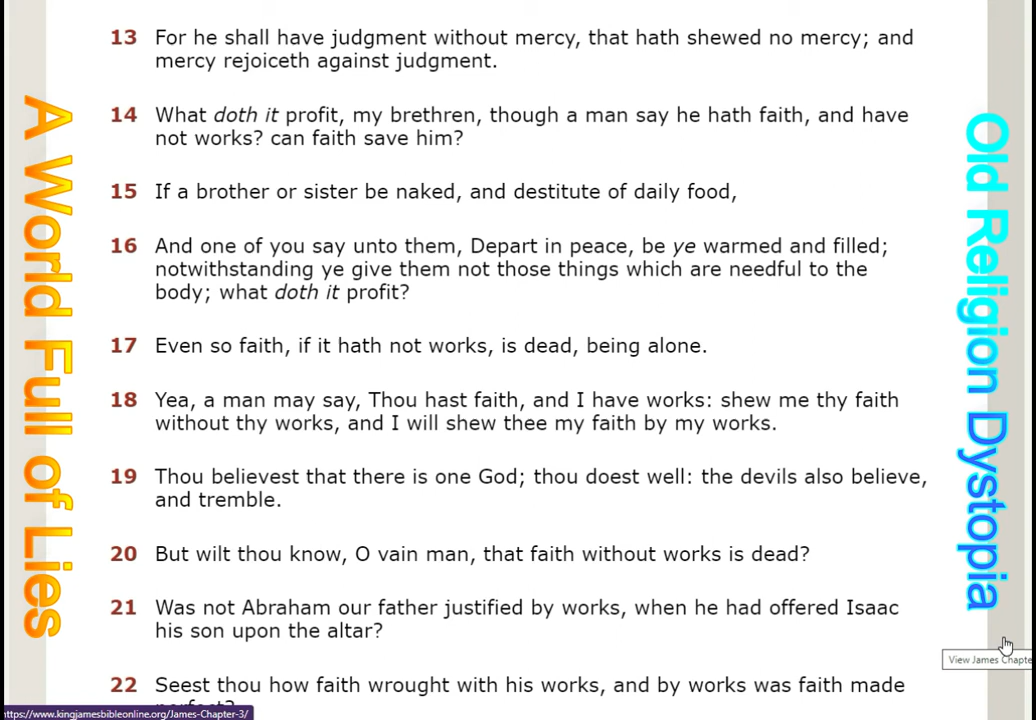 13 For he shall have judgment without mercy, that hath shewed no mercy; and
mercy rejoiceth against judgment.
14 What doth it profit, my brethren, though a man say he hath faith, and have
not works? can faith save him?
15 If a brother or sister be naked, and destitute of daily food,
16 And one of you say unto them, Depart in peace, be ye warmed and filled;
notwithstanding ye give them not those things which are needful to the
body; what doth it profit?
17 Even so faith, if it hath not works, is dead, being alone.
18 Yea, a man may say, Thou hast faith, and I have works: shew me thy faith
without thy works, and I will shew thee my faith by my works.
19 Thou believest that there is one God; thou doest well: the devils also believe,
and tremble.
20 But wilt thou know, O vain man, that faith without works is dead?
21 Was not Abraham our father justified by works, when he had offered Isaac
his son upon the altar?
22 Seest thou how faith wrought with his works, and by works was faith made
perfect?
A World Full of Lies
Old Religion Dystopia
View James Chapte
https://www.kingjamesbibleonline.org/James-Chapter-3/